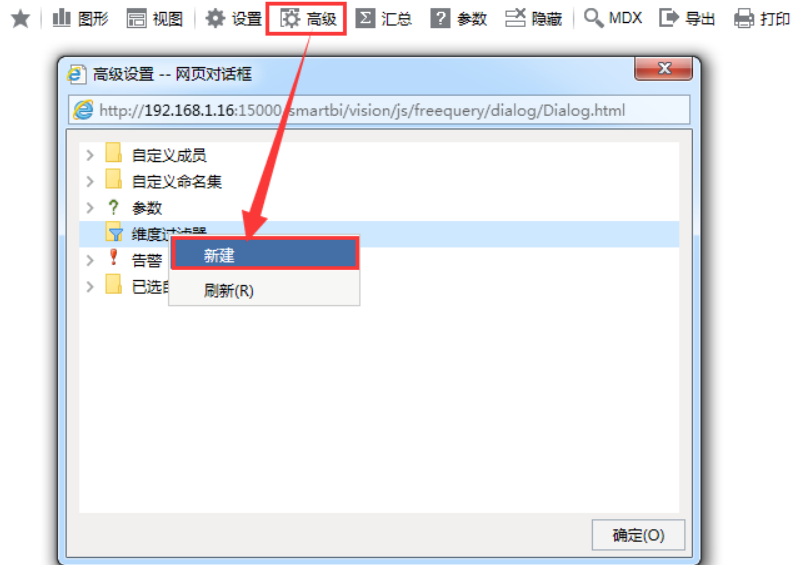 图形 视图 设置 高级 汇总 参数 隐藏 MDX 导出 打印
高级设置 -- 网页对话框
http://192.168.1.16:15000/smartbi/vision/js/freequery/dialog/Dialog.html
自定义成员
自定义命名集
参数
维度过滤器
新建
告警
刷新(R)
已选
确定(O)